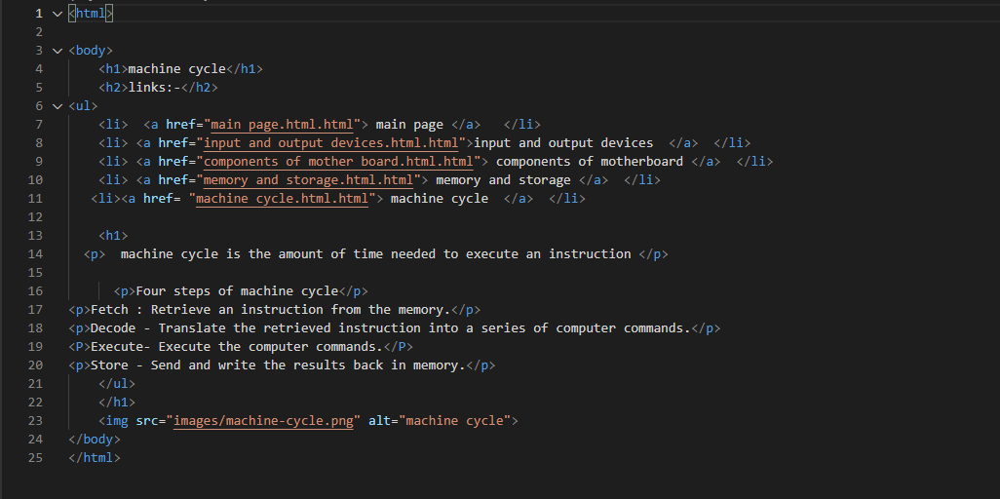 1 <html>
2
3 <body>
4 <h1>machine cycle</h1>
5 <h2>links:-</h2>
6 <ul>
7 <li>  <a href="main page.html.html"> main page </a>   </li>
8 <li> <a href="input and output devices.html.html">input and output devices  </a>  </li>
9 <li> <a href="components of mother board.html.html"> components of motherboard </a>  </li>
10 <li> <a href="memory and storage.html.html"> memory and storage </a>  </li>
11 <li><a href= "machine cycle.html.html"> machine cycle  </a>  </li>
12
13 <h1>
14 <p>  machine cycle is the amount of time needed to execute an instruction </p>
15
16 <p>Four steps of machine cycle</p>
17 <p>Fetch : Retrieve an instruction from the memory.</p>
18 <p>Decode - Translate the retrieved instruction into a series of computer commands.</p>
19 <P>Execute- Execute the computer commands.</P>
20 <p>Store - Send and write the results back in memory.</p>
21 </ul>
22 </h1>
23 <img src="images/machine-cycle.png" alt="machine cycle">
24 </body>
25 </html>